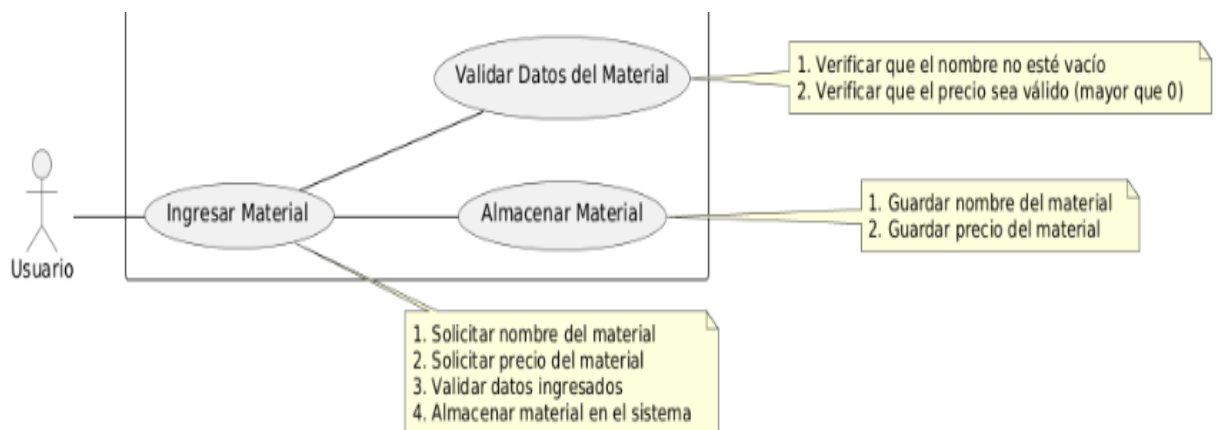 Validar Datos del Material
1. Verificar que el nombre no esté vacío
2. Verificar que el precio sea válido (mayor que 0)
Ingresar Material
Almacenar Material
1. Guardar nombre del material
2. Guardar precio del material
Usuario
1. Solicitar nombre del material
2. Solicitar precio del material
3. Validar datos ingresados
4. Almacenar material en el sistema